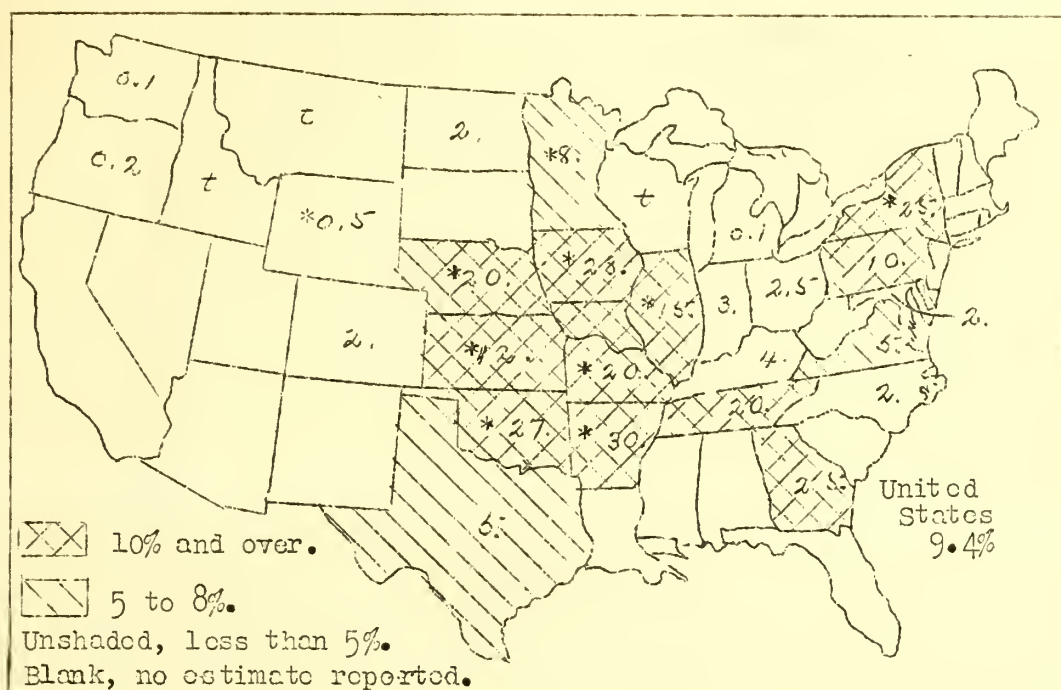 0.1
t
2.
*8.
0.2
t
*0.5
t
0.1
*25.
*20.
*28.
*15.
3.
2.5
10.
2.
2.
*12.
*20.
4.
5.
*27.
*30.
20.
2.
5.
25.
United
States
9.4%
10% and over.
5 to 8%.
Unshaded, less than 5%.
Blank, no estimate reported.